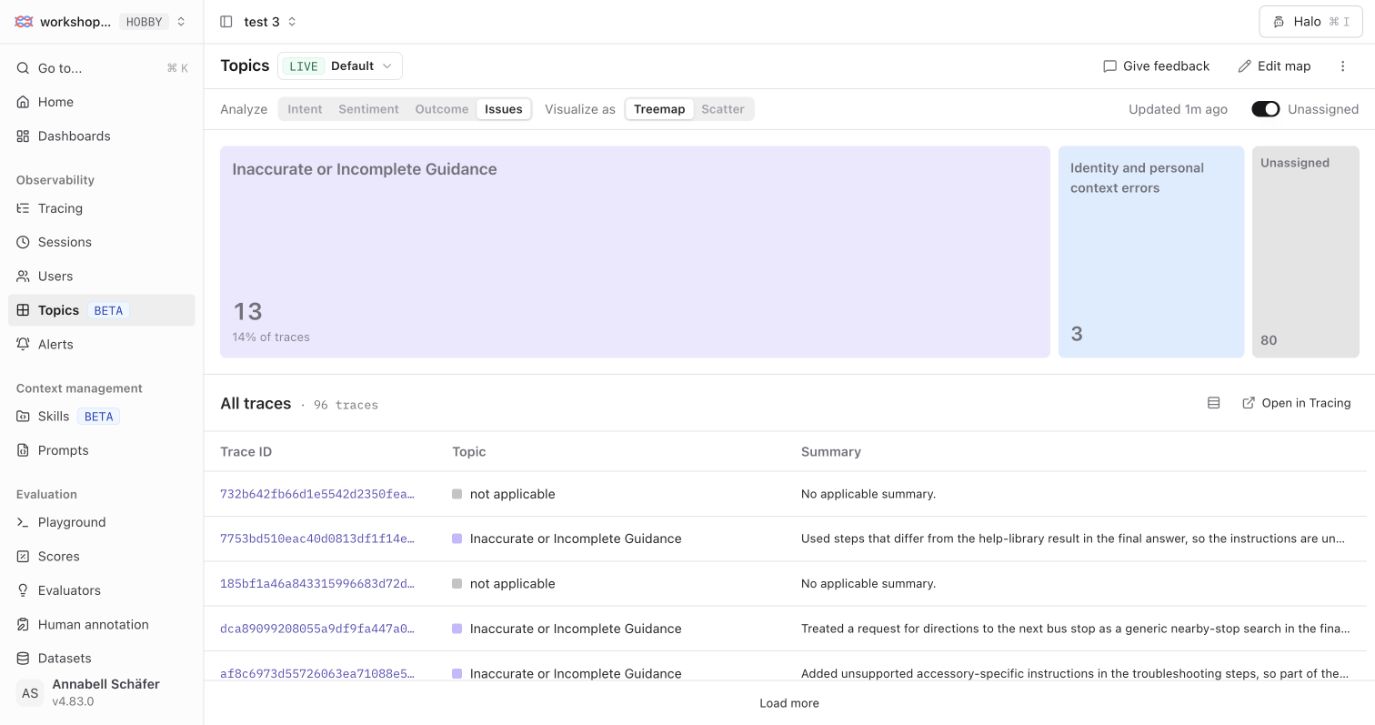 workshop... HOBBY
test 3
Halo ⌘ I
Go to... ⌘ K
Home
Dashboards
Observability
Tracing
Sessions
Users
Topics BETA
Alerts
Context management
Skills BETA
Prompts
Evaluation
Playground
Scores
Evaluators
Human annotation
Datasets
AS
Annabell Schäfer
v4.83.0
Topics LIVE Default
Give feedback Edit map
Analyze Intent Sentiment Outcome Issues Visualize as Treemap Scatter
Updated 1m ago Unassigned
Inaccurate or Incomplete Guidance
13
14% of traces
Identity and personal
context errors
3
Unassigned
80
All traces · 96 traces
Open in Tracing
Trace ID Topic Summary
732b642fb66d1e5542d2350fea… not applicable No applicable summary.
7753bd510eac40d0813df1f14e… Inaccurate or Incomplete Guidance Used steps that differ from the help-library result in the final answer, so the instructions are un...
185bf1a46a843315996683d72d… not applicable No applicable summary.
dca89099208055a9df9fa447a0… Inaccurate or Incomplete Guidance Treated a request for directions to the next bus stop as a generic nearby-stop search in the fina...
af8c6973d55726063ea71088e5… Inaccurate or Incomplete Guidance Added unsupported accessory-specific instructions in the troubleshooting steps, so part of the...
Load more